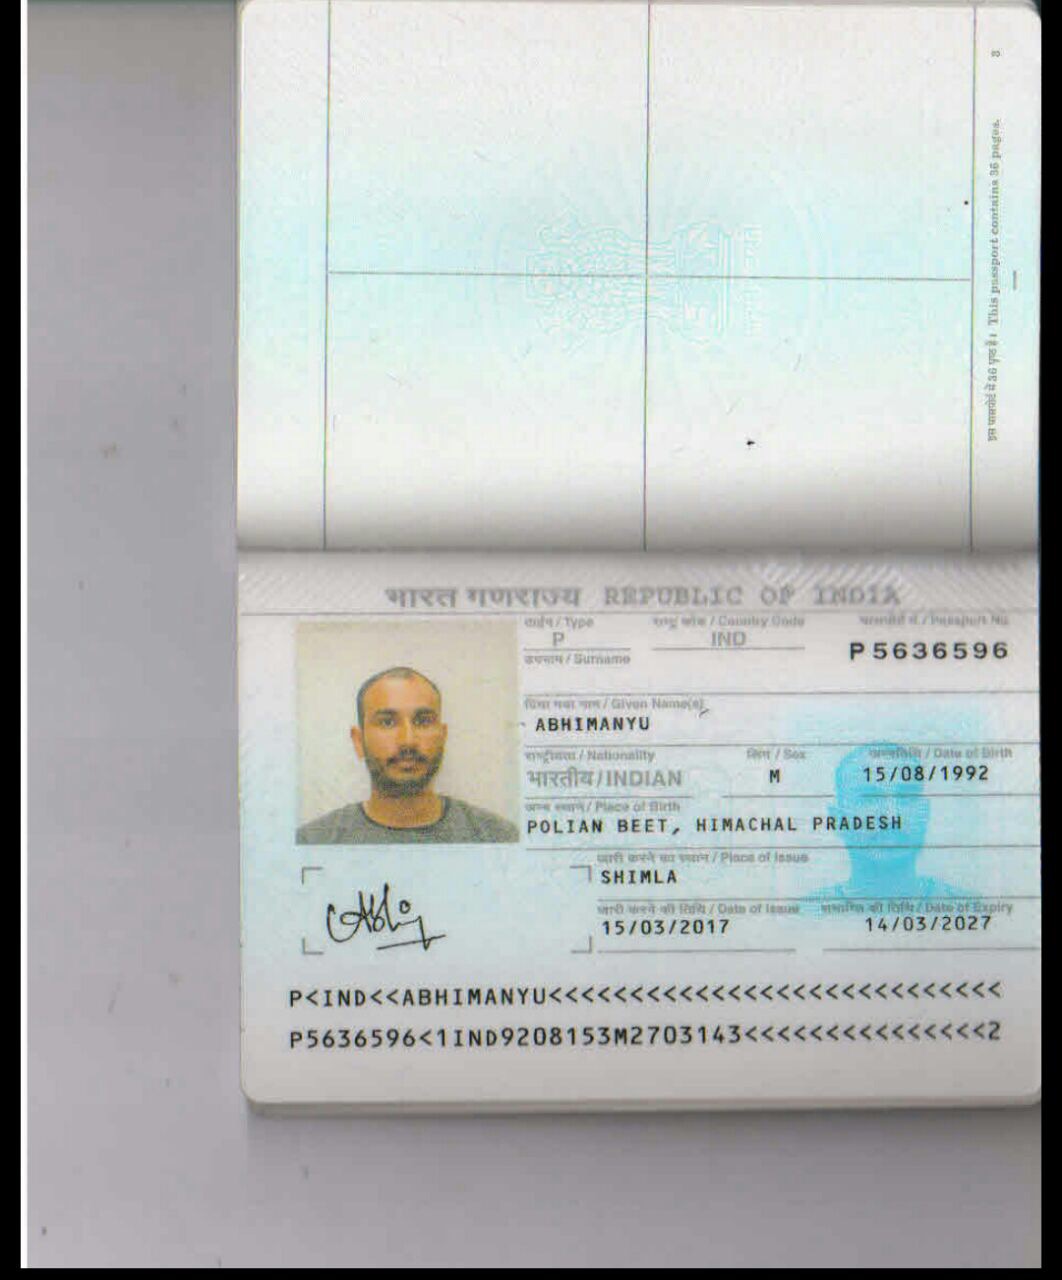 3
इस पासपोर्ट में 36 पृष्ठ हैं। This passport contains 36 pages.
भारत गणराज्य REPUBLIC OF INDIA
टाईप / Type राष्ट्र कोड / Country Code पासपोर्ट नं. / Passport No.
P IND P 5636596
उपनाम / Surname
दिया गया नाम / Given Name(s)
ABHIMANYU
राष्ट्रीयता / Nationality लिंग / Sex जन्मतिथि / Date of Birth
भारतीय/INDIAN M 15/08/1992
जन्म स्थान / Place of Birth
POLIAN BEET, HIMACHAL PRADESH
जारी करने का स्थान / Place of Issue
SHIMLA
जारी करने की तिथि / Date of Issue समाप्ति की तिथि / Date of Expiry
15/03/2017 14/03/2027
P<IND<<ABHIMANYU<<<<<<<<<<<<<<<<<<<<<<<<<<<<
P5636596<1IND9208153M2703143<<<<<<<<<<<<<<<2